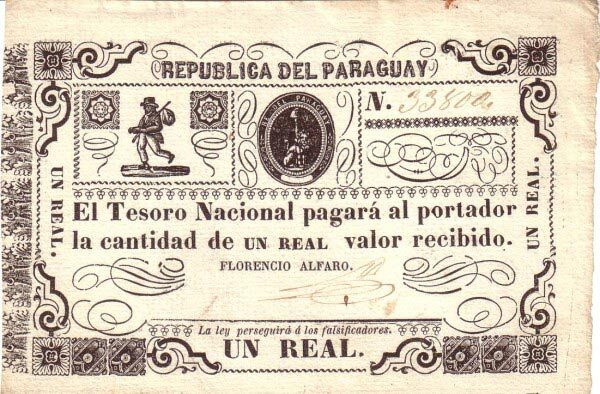 REPUBLICA DEL PARAGUAY
N. 33800
UN REAL.
UN REAL.
El Tesoro Nacional pagará al portador
la cantidad de UN REAL valor recibido.
FLORENCIO ALFARO.
La ley perseguirá á los falsificadores.
UN REAL.